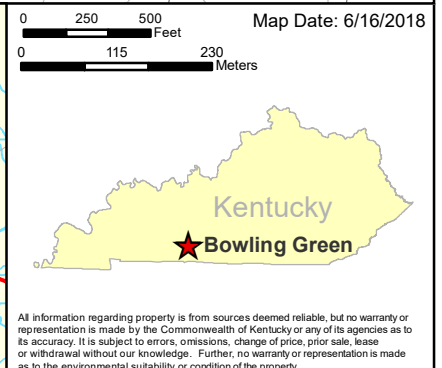 0 250 500
Feet
Map Date: 6/16/2018
0 115 230
Meters
Kentucky
Bowling Green
All information regarding property is from sources deemed reliable, but no warranty or
representation is made by the Commonwealth of Kentucky or any of its agencies as to
its accuracy. It is subject to errors, omissions, change of price, prior sale, lease
or withdrawal without our knowledge. Further, no warranty or representation is made
as to the environmental suitability or condition of the property.